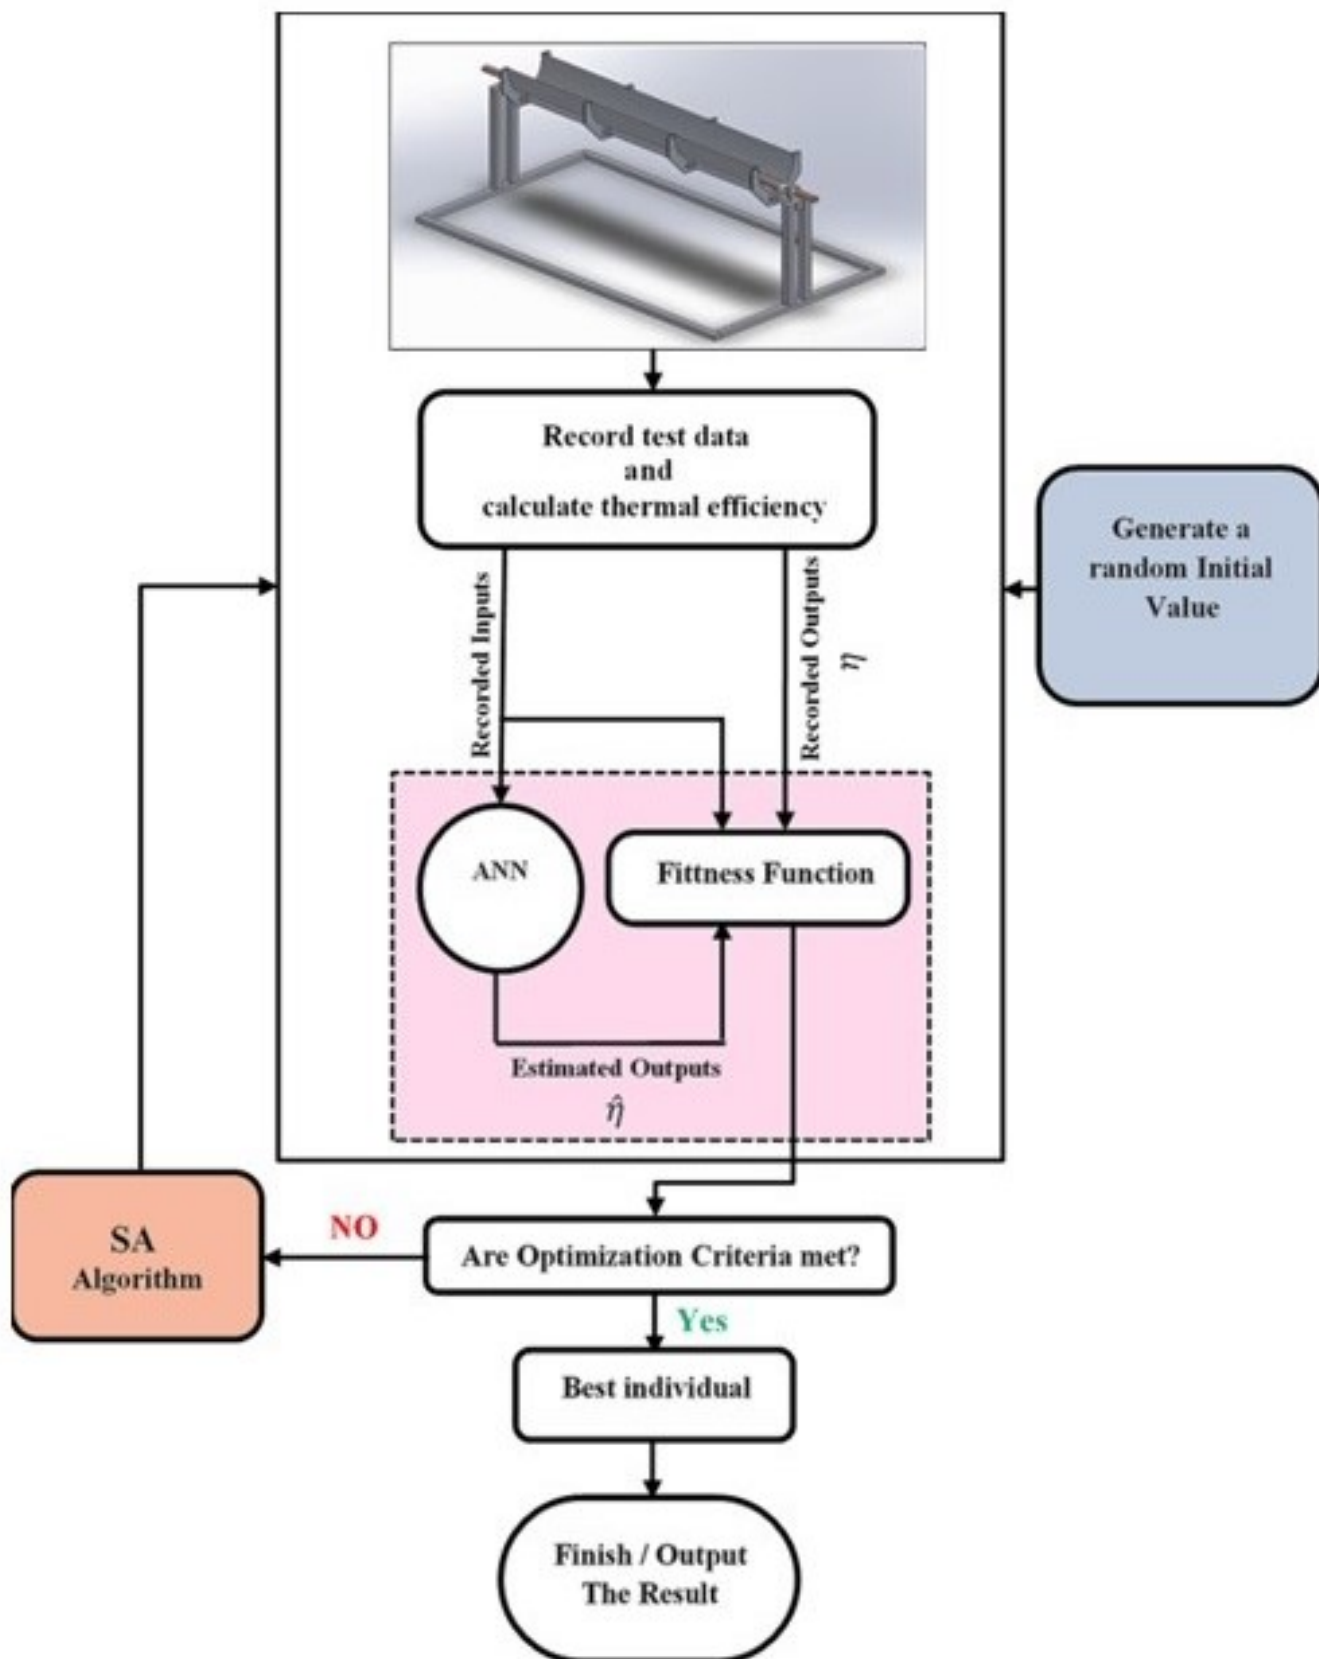 Record test data
and
calculate thermal efficiency
Generate a
random Initial
Value
Recorded Inputs
Recorded Outputs
η
ANN
Fittness Function
Estimated Outputs
η̂
SA
Algorithm
NO
Are Optimization Criteria met?
Yes
Best individual
Finish / Output
The Result